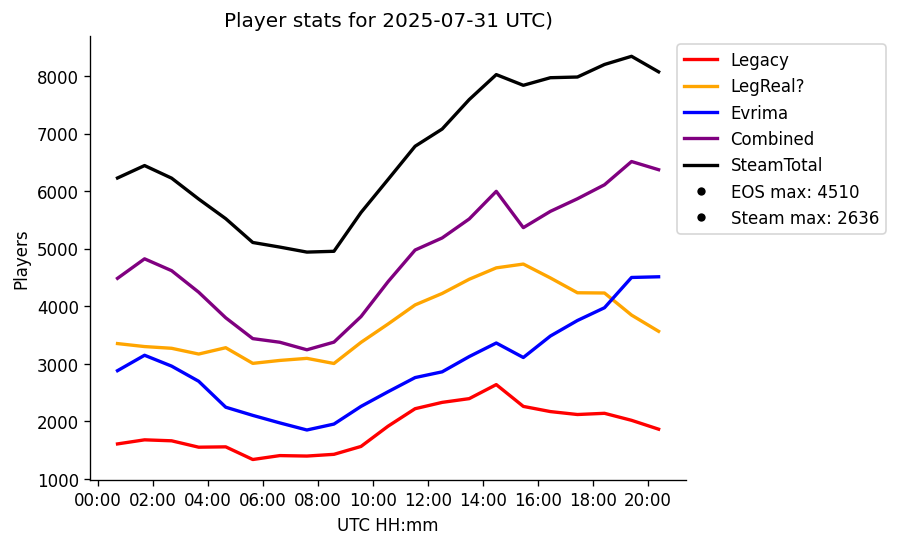 Player stats for 2025-07-31 UTC)
Players
8000
7000
6000
5000
4000
3000
2000
1000
00:00 02:00 04:00 06:00 08:00 10:00 12:00 14:00 16:00 18:00 20:00
UTC HH:mm
Legacy
LegReal?
Evrima
Combined
SteamTotal
EOS max: 4510
Steam max: 2636